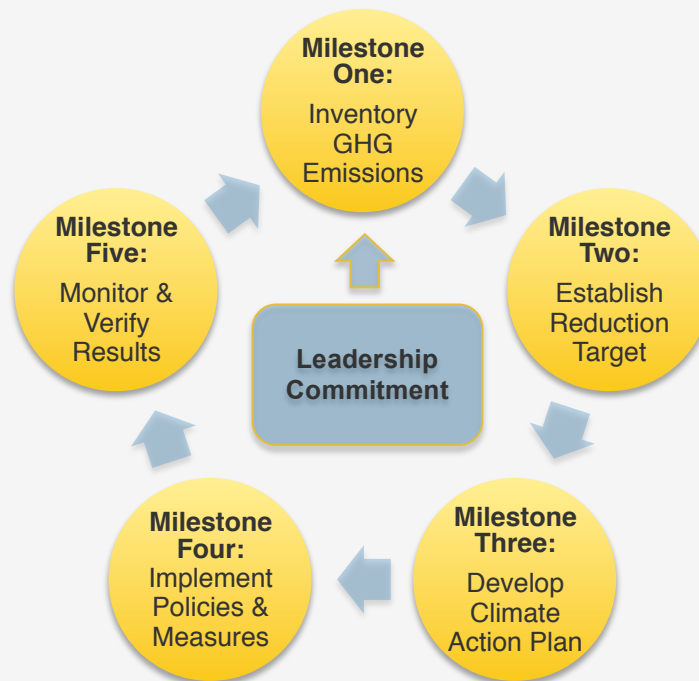 Milestone
One:
Inventory
GHG
Emissions
Milestone
Two:
Establish
Reduction
Target
Milestone
Three:
Develop
Climate
Action Plan
Milestone
Four:
Implement
Policies &
Measures
Milestone
Five:
Monitor &
Verify
Results
Leadership
Commitment